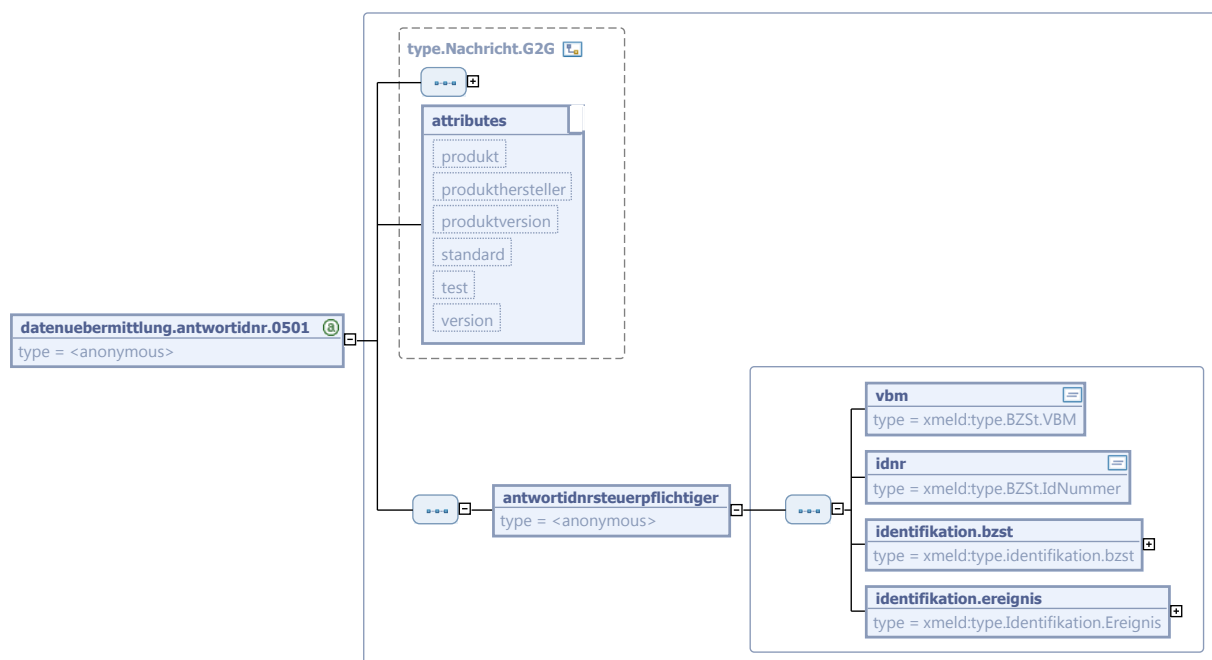 type.Nachricht.G2G
attributes
produkt
produkthersteller
produktversion
standard
test
version
datenuebermittlung.antwortidnr.0501
type = <anonymous>
antwortidnrsteuerpflichtiger
type = <anonymous>
vbm
type = xmeld:type.BZSt.VBM
idnr
type = xmeld:type.BZSt.IdNummer
identifikation.bzst
type = xmeld:type.identifikation.bzst
identifikation.ereignis
type = xmeld:type.Identifikation.Ereignis